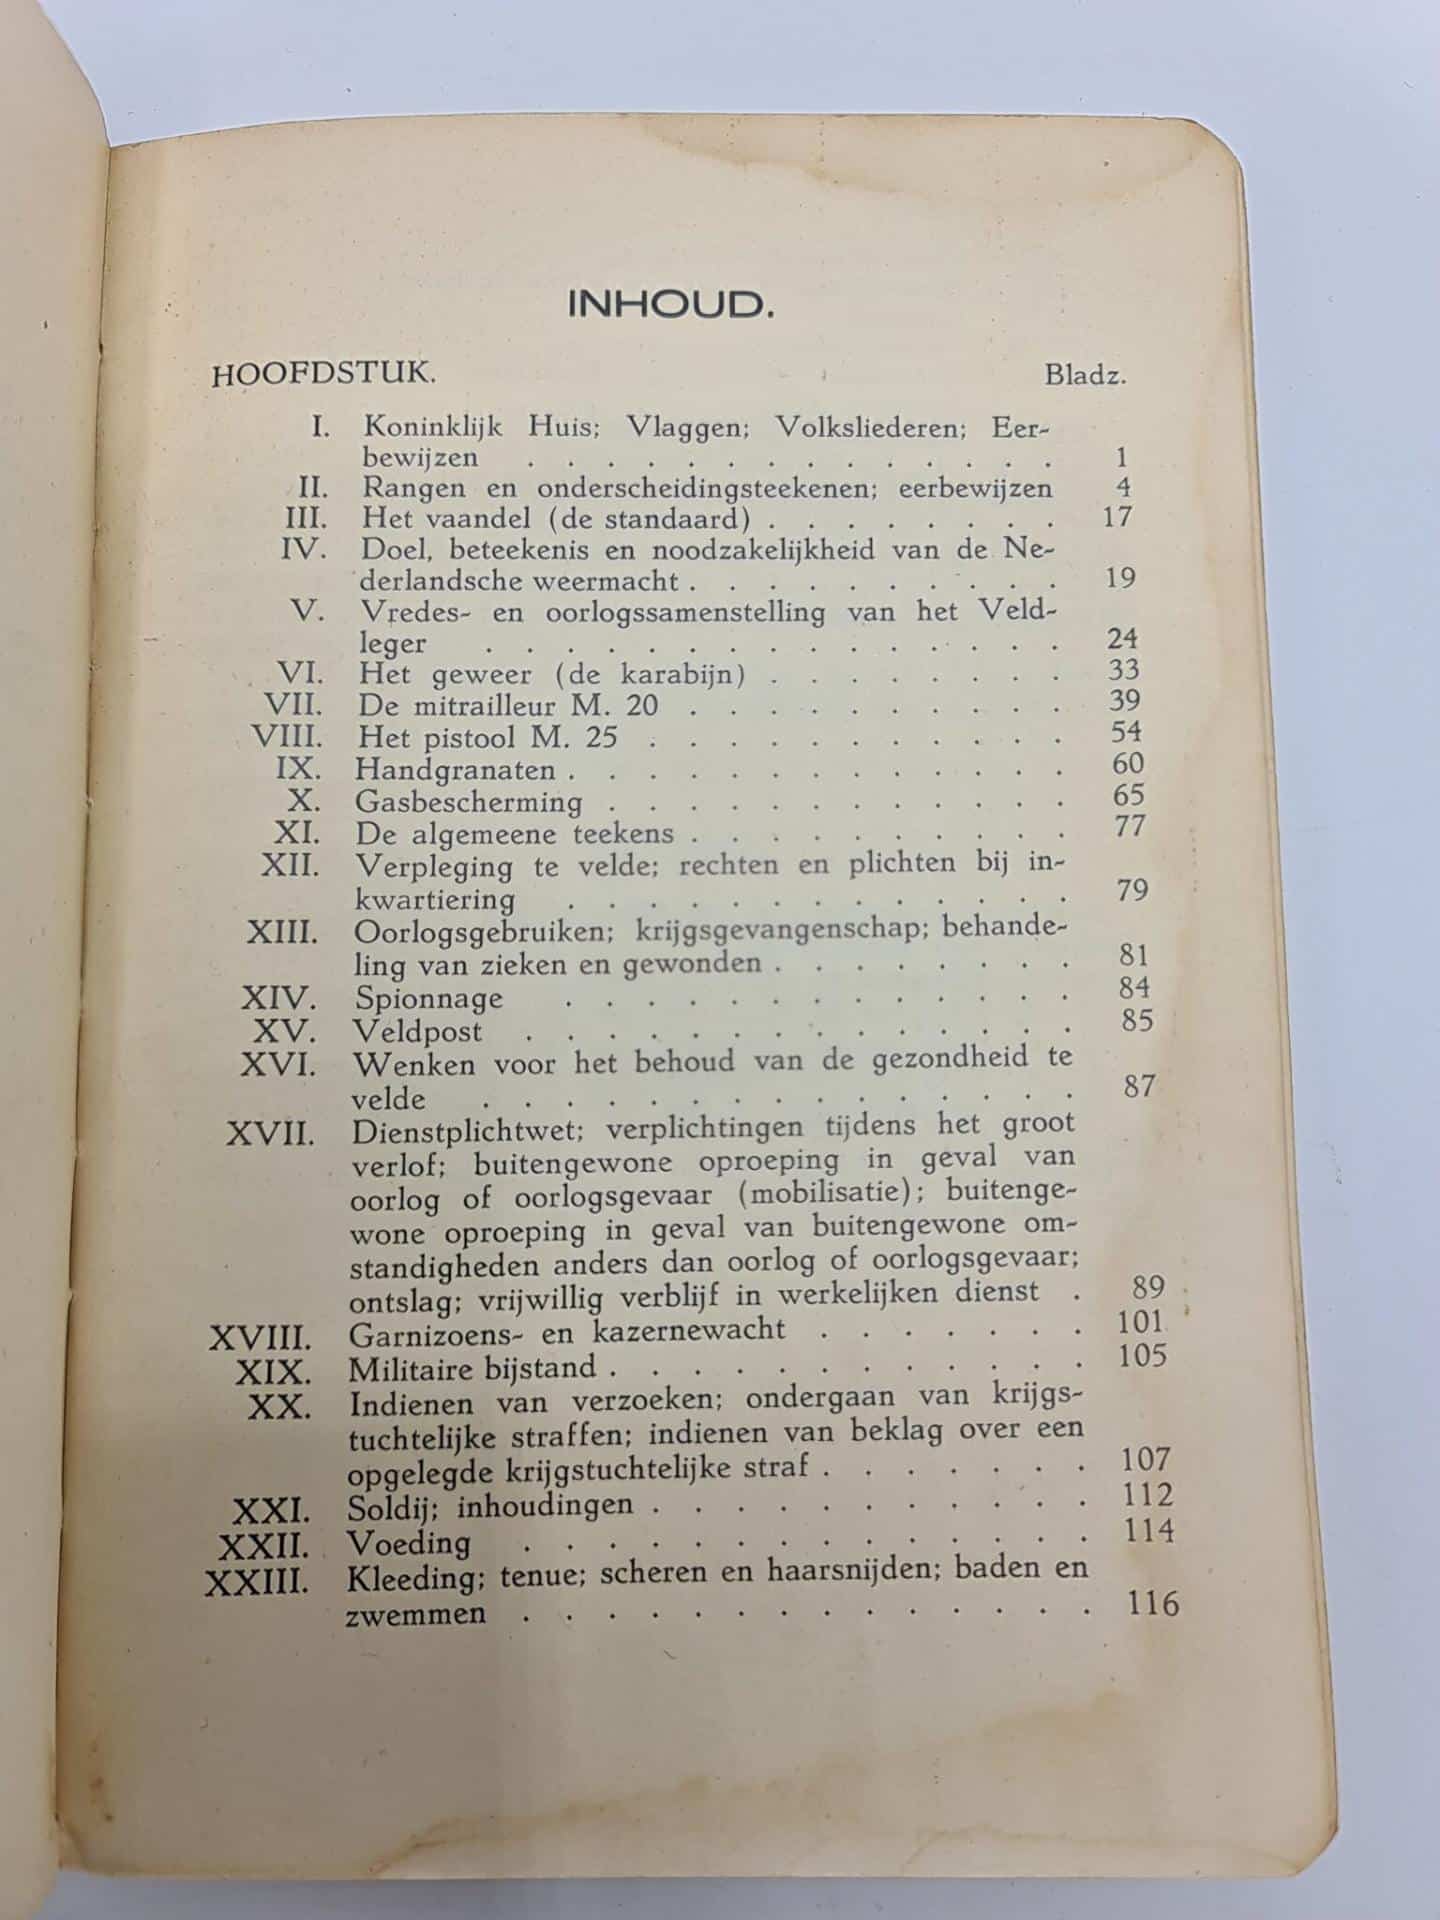 INHOUD.
HOOFDSTUK. Bladz.
I. Koninklijk Huis; Vlaggen; Volksliederen; Eer-
bewijzen . . . . . . . . . . . . . . 1
II. Rangen en onderscheidingsteekenen; eerbewijzen 4
III. Het vaandel (de standaard) . . . . . . . . 17
IV. Doel, beteekenis en noodzakelijkheid van de Ne-
derlandsche weermacht . . . . . . . . . . 19
V. Vredes- en oorlogssamenstelling van het Veld-
leger . . . . . . . . . . . . . . . 24
VI. Het geweer (de karabijn) . . . . . . . . 33
VII. De mitrailleur M. 20 . . . . . . . . . . 39
VIII. Het pistool M. 25 . . . . . . . . . . . 54
IX. Handgranaten . . . . . . . . . . . . . 60
X. Gasbescherming . . . . . . . . . . . . 65
XI. De algemeene teekens . . . . . . . . . . 77
XII. Verpleging te velde; rechten en plichten bij in-
kwartiering . . . . . . . . . . . . . 79
XIII. Oorlogsgebruiken; krijgsgevangenschap; behande-
ling van zieken en gewonden . . . . . . . . 81
XIV. Spionnage . . . . . . . . . . . . . 84
XV. Veldpost . . . . . . . . . . . . . . 85
XVI. Wenken voor het behoud van de gezondheid te
velde . . . . . . . . . . . . . . . 87
XVII. Dienstplichtwet; verplichtingen tijdens het groot
verlof; buitengewone oproeping in geval van
oorlog of oorlogsgevaar (mobilisatie); buitenge-
wone oproeping in geval van buitengewone om-
standigheden anders dan oorlog of oorlogsgevaar;
ontslag; vrijwillig verblijf in werkelijken dienst . 89
XVIII. Garnizoens- en kazernewacht . . . . . . . 101
XIX. Militaire bijstand . . . . . . . . . . . . 105
XX. Indienen van verzoeken; ondergaan van krijgs-
tuchtelijke straffen; indienen van beklag over een
opgelegde krijgstuchtelijke straf . . . . . . . 107
XXI. Soldij; inhoudingen . . . . . . . . . . . 112
XXII. Voeding . . . . . . . . . . . . . . 114
XXIII. Kleeding; tenue; scheren en haarsnijden; baden en
zwemmen . . . . . . . . . . . . . . 116